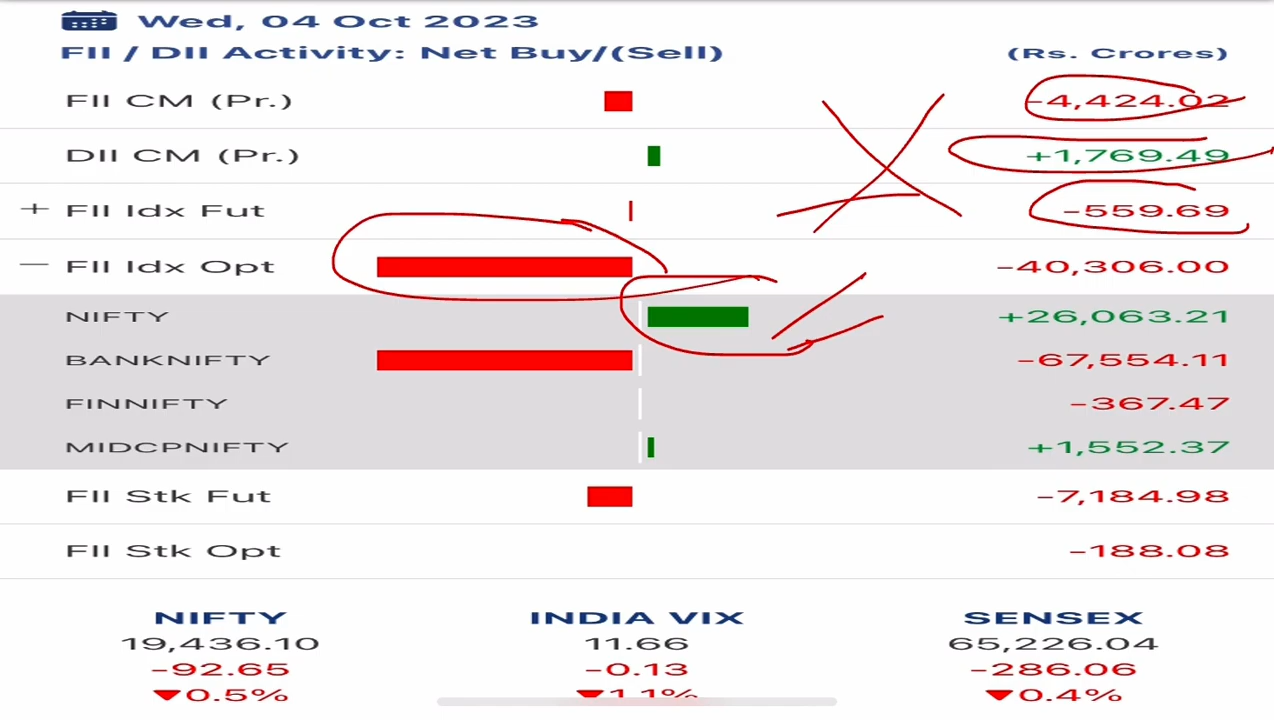 Wed, 04 Oct 2023
FII / DII Activity: Net Buy/(Sell) (Rs. Crores)
FII CM (Pr.) -4,424.02
DII CM (Pr.) +1,769.49
+ FII Idx Fut -559.69
— FII Idx Opt -40,306.00
NIFTY +26,063.21
BANKNIFTY -67,554.11
FINNIFTY -367.47
MIDCPNIFTY +1,552.37
FII Stk Fut -7,184.98
FII Stk Opt -188.08
NIFTY INDIA VIX SENSEX
19,436.10 11.66 65,226.04
-92.65 -0.13 -286.06
▼0.5% ▼1.1% ▼0.4%